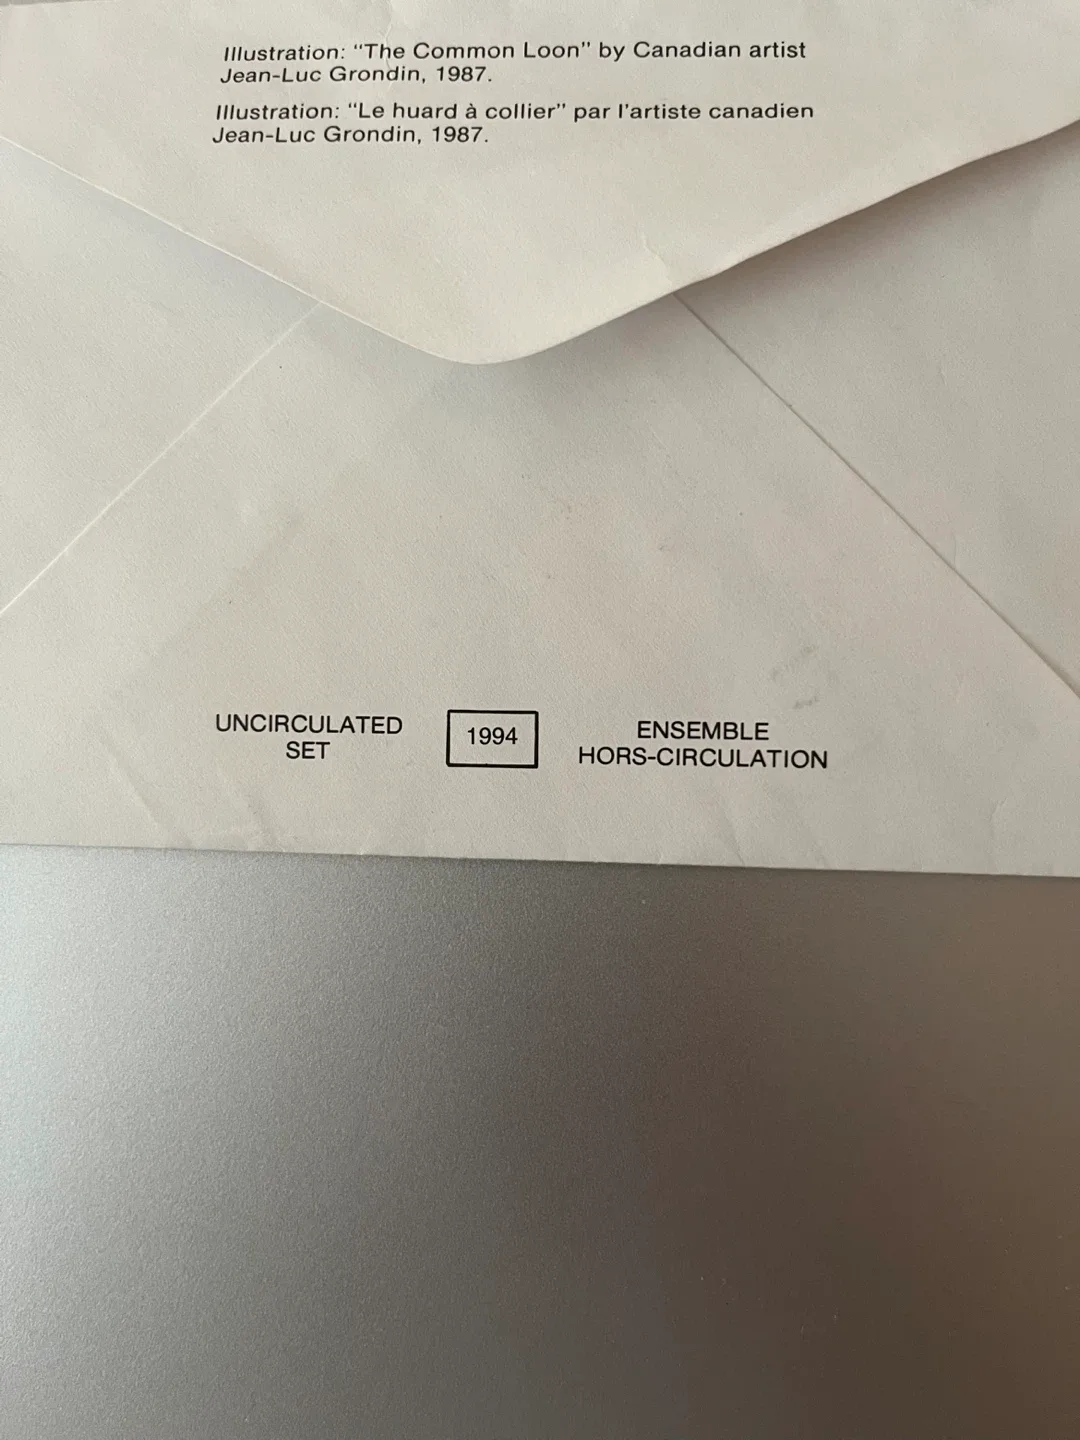 Illustration: “The Common Loon” by Canadian artist
Jean-Luc Grondin, 1987.
Illustration: “Le huard à collier” par l'artiste canadien
Jean-Luc Grondin, 1987.
UNCIRCULATED
SET
1994
ENSEMBLE
HORS-CIRCULATION